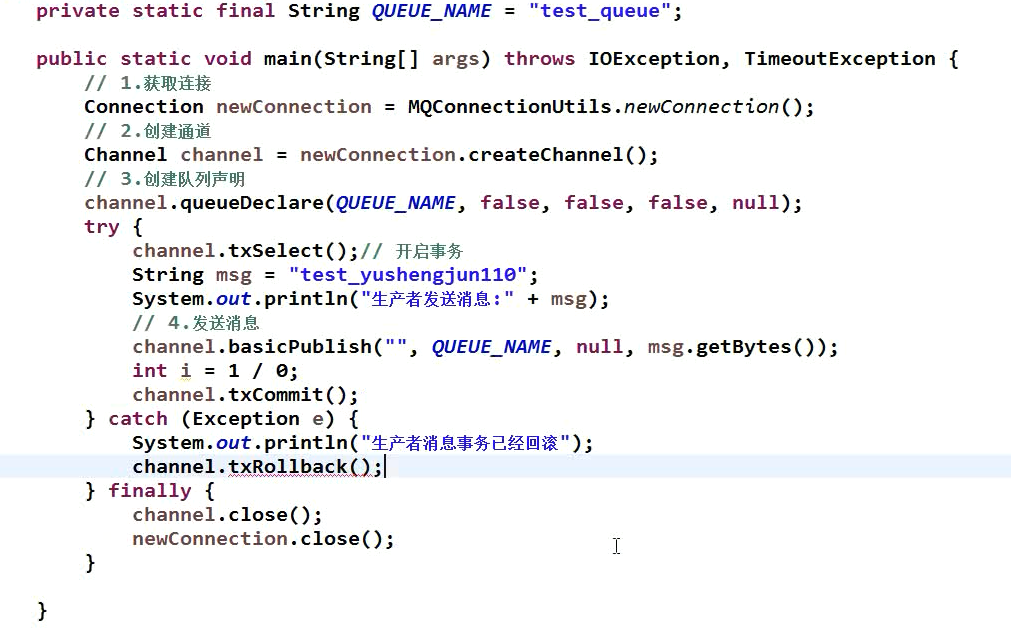 private static final String QUEUE_NAME = "test_queue";
public static void main(String[] args) throws IOException, TimeoutException {
// 1.获取连接
Connection newConnection = MQConnectionUtils.newConnection();
// 2.创建通道
Channel channel = newConnection.createChannel();
// 3.创建队列声明
channel.queueDeclare(QUEUE_NAME, false, false, false, null);
try {
channel.txSelect();// 开启事务
String msg = "test_yushengjun110";
System.out.println("生产者发送消息:" + msg);
// 4.发送消息
channel.basicPublish("", QUEUE_NAME, null, msg.getBytes());
int i = 1 / 0;
channel.txCommit();
} catch (Exception e) {
System.out.println("生产者消息事务已经回滚");
channel.txRollback();
} finally {
channel.close();
newConnection.close();
}
}